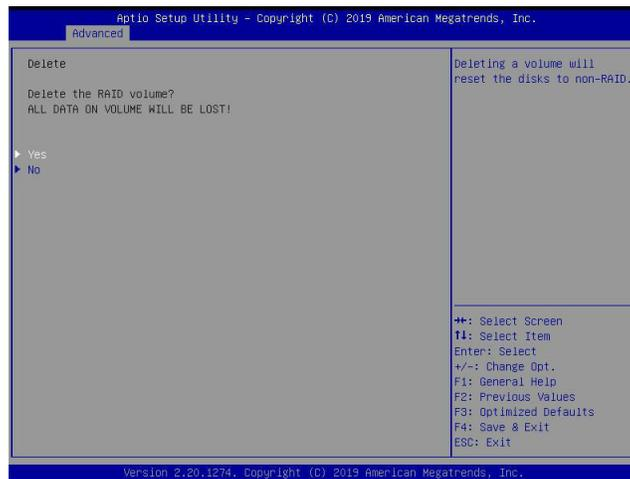 Aptio Setup Utility – Copyright (C) 2019 American Megatrends, Inc.
Advanced
Delete
Delete the RAID volume?
ALL DATA ON VOLUME WILL BE LOST!
Yes
No
Deleting a volume will
reset the disks to non-RAID.
→←: Select Screen
↑↓: Select Item
Enter: Select
+/-: Change Opt.
F1: General Help
F2: Previous Values
F3: Optimized Defaults
F4: Save & Exit
ESC: Exit
Version 2.20.1274. Copyright (C) 2019 American Megatrends, Inc.